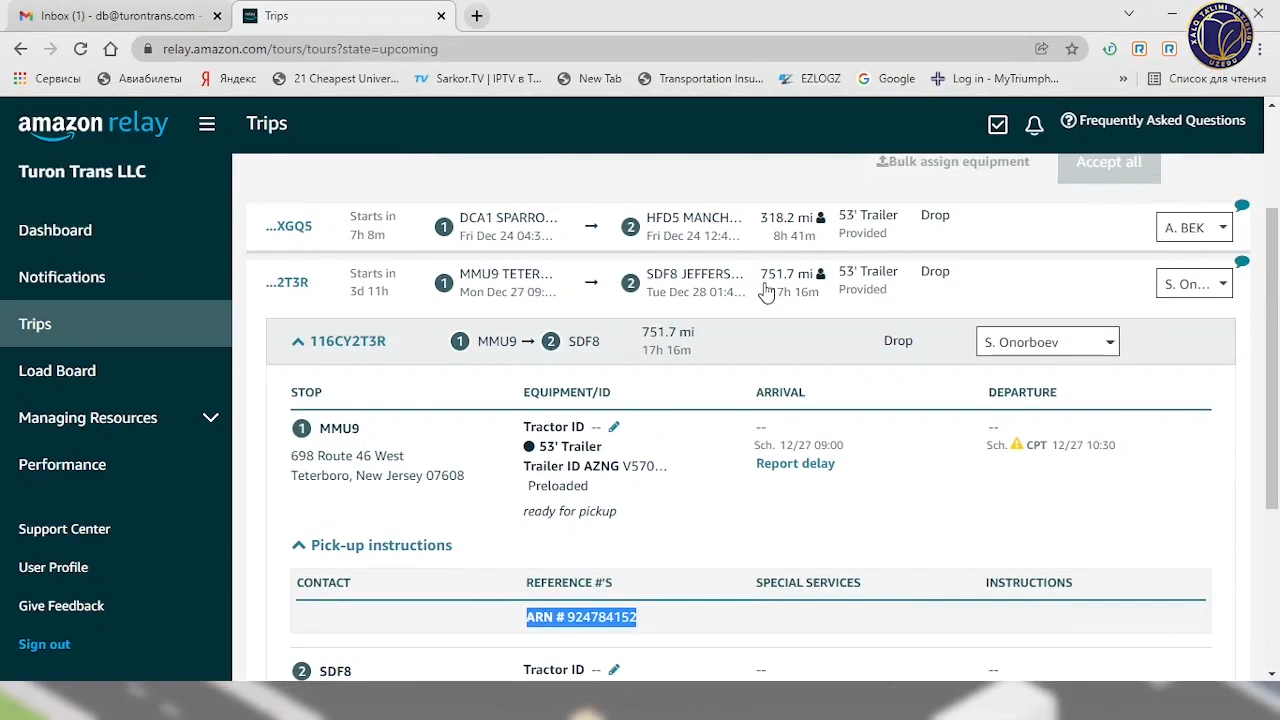 Inbox (1) - db@turontrans.com -
Trips
relay.amazon.com/tours/tours?state=upcoming
Сервисы
Авиабилеты
Яндекс
21 Cheapest Univer...
Sarkor.TV | IPTV в T...
New Tab
Transportation Insu...
EZLOGZ
Google
Log in - MyTriumph...
»
Список для чтения
XALQ TA'LIMI VAZIRLIGI
UZEDU
amazon relay
Trips
Frequently Asked Questions
Turon Trans LLC
Dashboard
Notifications
Trips
Load Board
Managing Resources
Performance
Support Center
User Profile
Give Feedback
Sign out
Bulk assign equipment
Accept all
...XGQ5
Starts in
7h 8m
1
DCA1 SPARRO...
Fri Dec 24 04:3...
2
HFD5 MANCH...
Fri Dec 24 12:4...
318.2 mi
8h 41m
53' Trailer
Provided
Drop
A. BEK
...2T3R
Starts in
3d 11h
1
MMU9 TETER...
Mon Dec 27 09:...
2
SDF8 JEFFERS...
Tue Dec 28 01:4...
751.7 mi
17h 16m
53' Trailer
Provided
Drop
S. On...
116CY2T3R
1 MMU9 → 2 SDF8
751.7 mi
17h 16m
Drop
S. Onorboev
STOP
EQUIPMENT/ID
ARRIVAL
DEPARTURE
1 MMU9
698 Route 46 West
Teterboro, New Jersey 07608
Tractor ID --
53' Trailer
Trailer ID AZNG V570...
Preloaded
ready for pickup
--
Sch. 12/27 09:00
Report delay
--
Sch. CPT 12/27 10:30
Pick-up instructions
CONTACT
REFERENCE #'S
SPECIAL SERVICES
INSTRUCTIONS
ARN # 924784152
2 SDF8
Tractor ID --
--
--